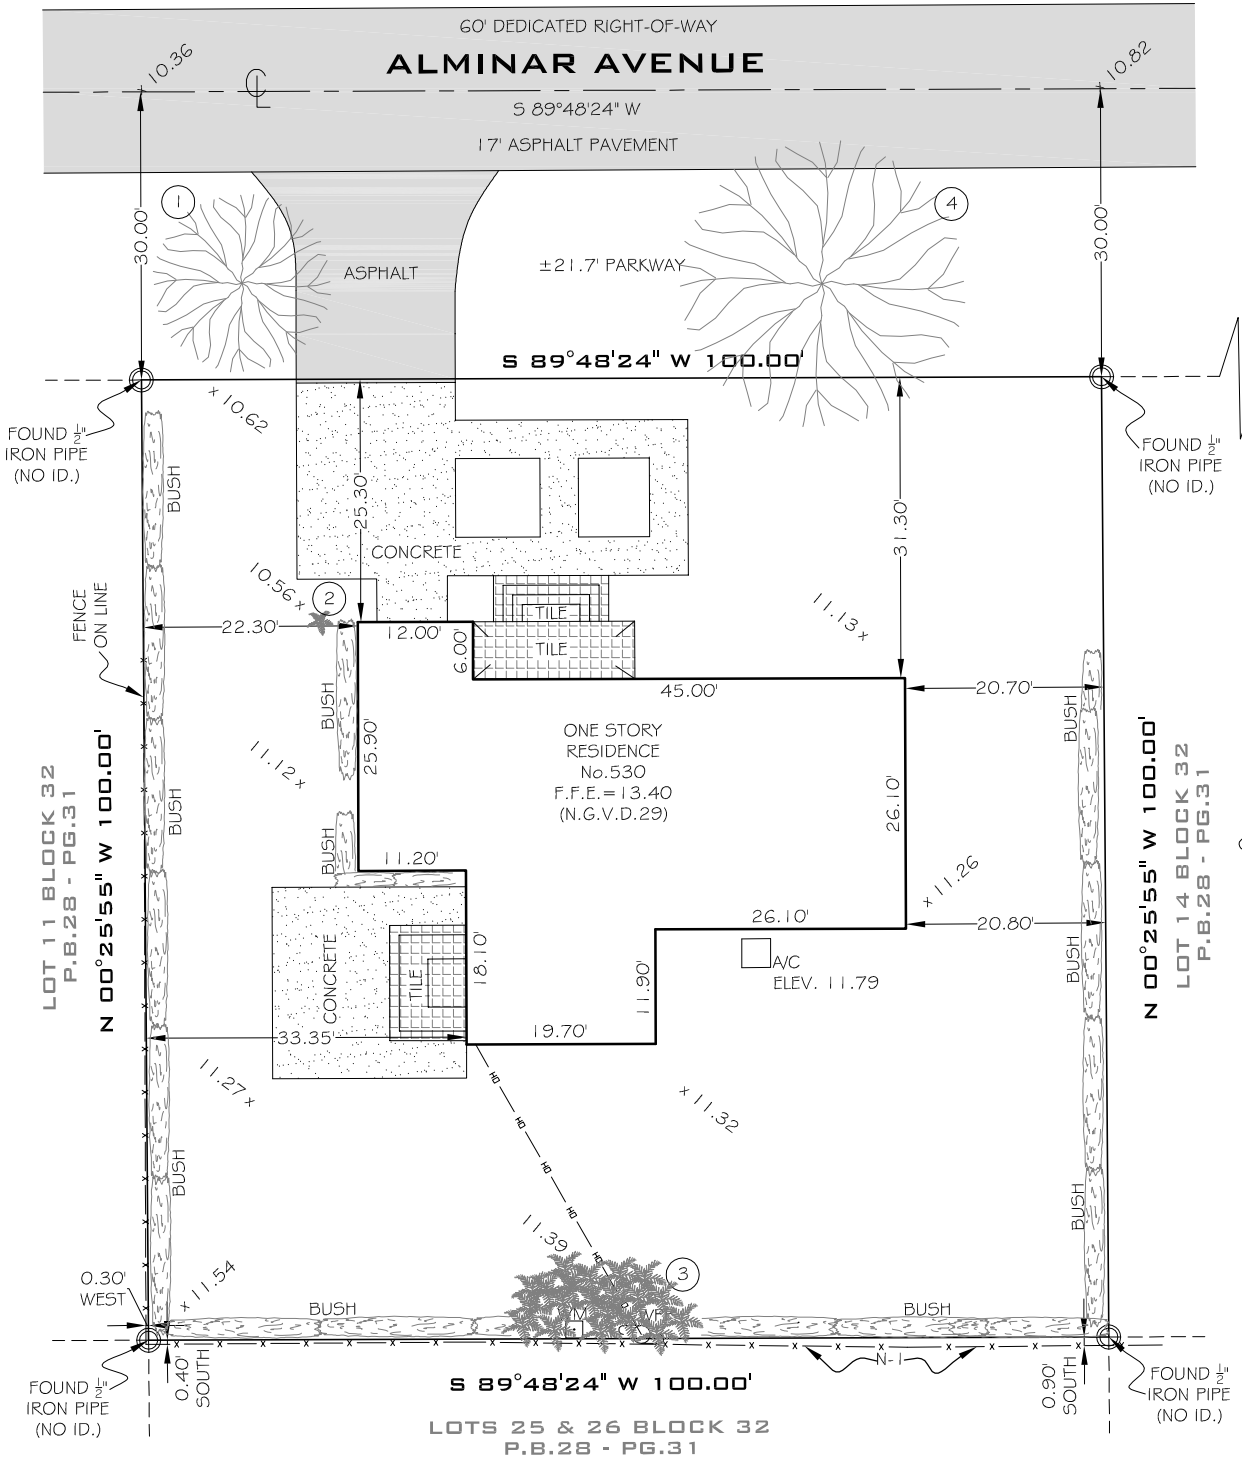 60' DEDICATED RIGHT-OF-WAY
ALMINAR AVENUE
10.36
10.82
CL
S 89°48'24" W
17' ASPHALT PAVEMENT
1
4
30.00'
30.00'
ASPHALT
±21.7' PARKWAY
S 89°48'24" W 100.00'
10.62
FOUND ½"
IRON PIPE
(NO ID.)
FOUND ½"
IRON PIPE
(NO ID.)
BUSH
25.30'
31.30'
CONCRETE
10.56
2
TILE
11.13
FENCE
ON LINE
22.30'
12.00'
6.00'
TILE
45.00'
20.70'
BUSH
BUSH
ONE STORY
RESIDENCE
No.530
F.F.E.=13.40
(N.G.V.D.29)
25.90'
11.12
26.10'
LOT 11 BLOCK 32
P.B.28 - PG.31
N 00°25'55" W 100.00'
BUSH
BUSH
11.20'
11.26
N 00°25'55" W 100.00'
LOT 14 BLOCK 32
P.B.28 - PG.31
26.10'
20.80'
CONCRETE
TILE
18.10'
11.90'
A/C
ELEV. 11.79
BUSH
33.35'
19.70'
11.27
11.32
HO
HO
HO
HO
HO
BUSH
BUSH
11.39
3
11.54
0.30'
WEST
BUSH
BUSH
N-1
0.40'
SOUTH
0.90'
SOUTH
FOUND ½"
IRON PIPE
(NO ID.)
S 89°48'24" W 100.00'
FOUND ½"
IRON PIPE
(NO ID.)
LOTS 25 & 26 BLOCK 32
P.B.28 - PG.31